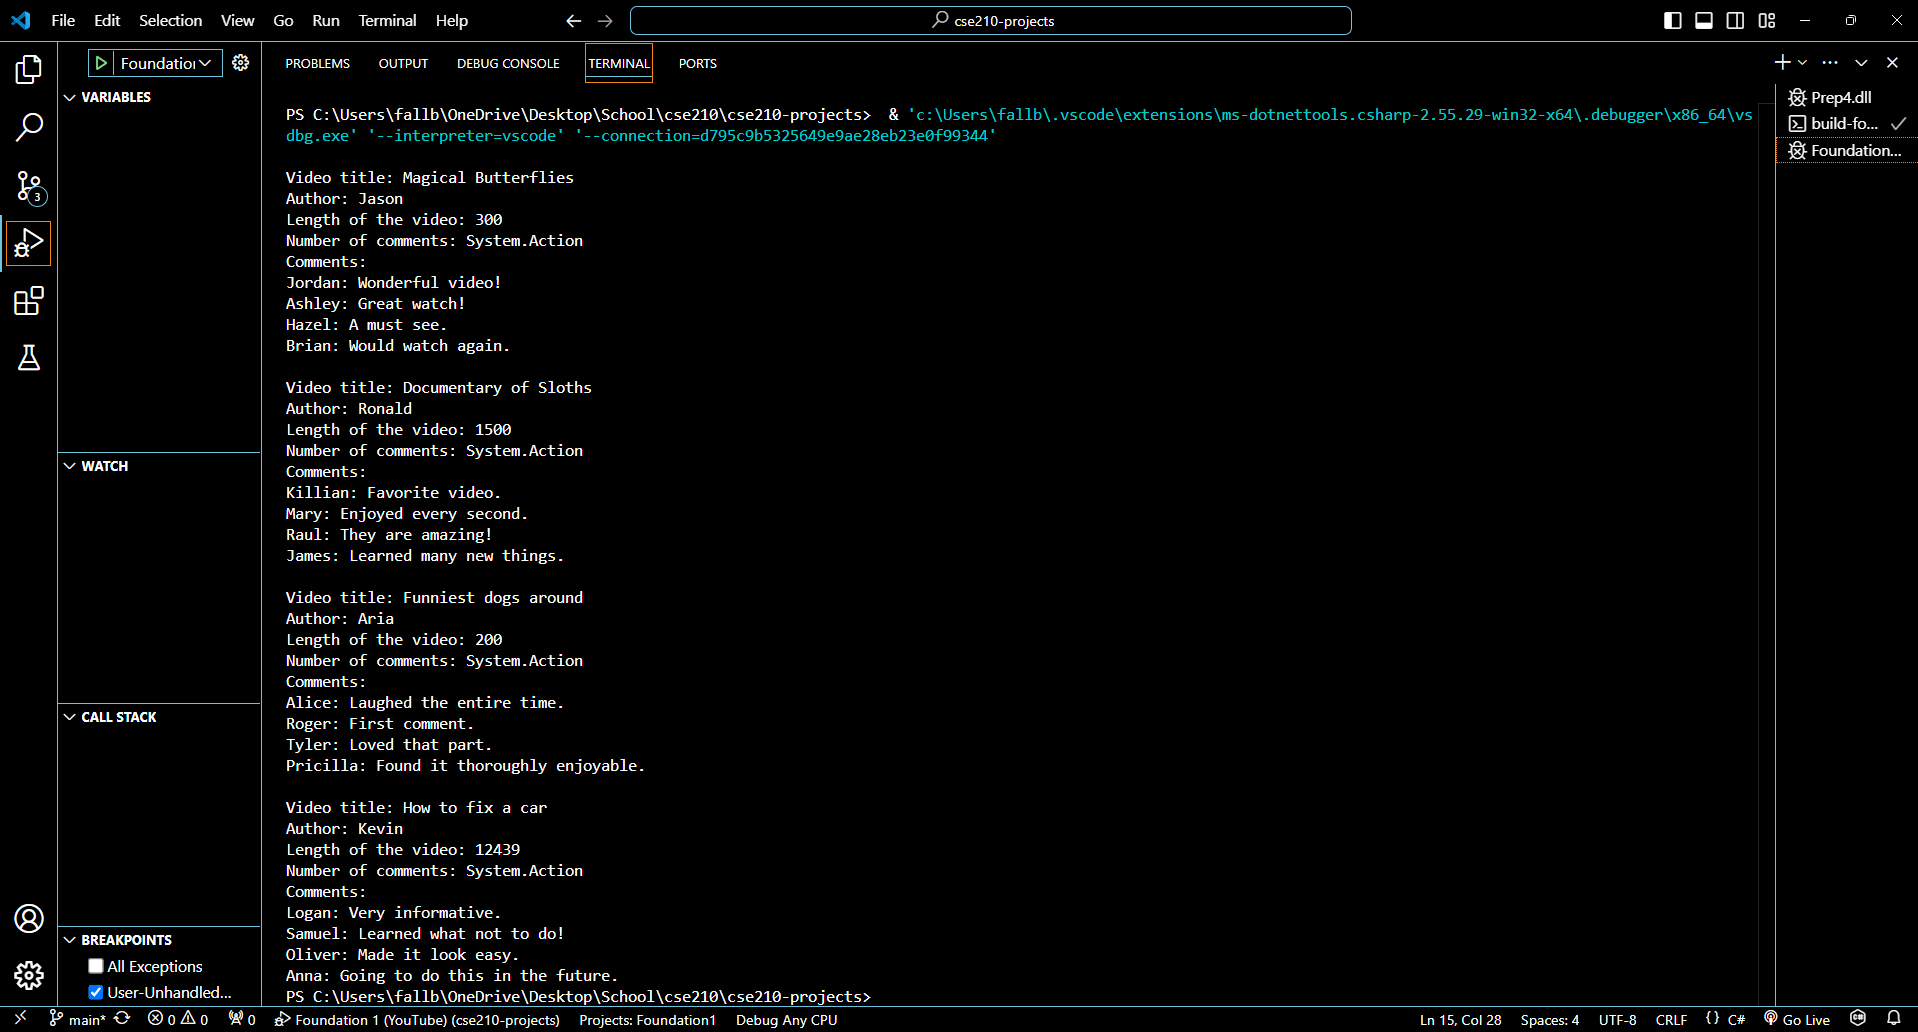 File Edit Selection View Go Run Terminal Help
cse210-projects
Foundatio
VARIABLES
WATCH
CALL STACK
BREAKPOINTS
All Exceptions
User-Unhandled...
3
PROBLEMS OUTPUT DEBUG CONSOLE TERMINAL PORTS
PS C:\Users\fallb\OneDrive\Desktop\School\cse210\cse210-projects>  & 'c:\Users\fallb\.vscode\extensions\ms-dotnettools.csharp-2.55.29-win32-x64\.debugger\x86_64\vs
dbg.exe' '--interpreter=vscode' '--connection=d795c9b5325649e9ae28eb23e0f99344'
Video title: Magical Butterflies
Author: Jason
Length of the video: 300
Number of comments: System.Action
Comments:
Jordan: Wonderful video!
Ashley: Great watch!
Hazel: A must see.
Brian: Would watch again.
Video title: Documentary of Sloths
Author: Ronald
Length of the video: 1500
Number of comments: System.Action
Comments:
Killian: Favorite video.
Mary: Enjoyed every second.
Raul: They are amazing!
James: Learned many new things.
Video title: Funniest dogs around
Author: Aria
Length of the video: 200
Number of comments: System.Action
Comments:
Alice: Laughed the entire time.
Roger: First comment.
Tyler: Loved that part.
Pricilla: Found it thoroughly enjoyable.
Video title: How to fix a car
Author: Kevin
Length of the video: 12439
Number of comments: System.Action
Comments:
Logan: Very informative.
Samuel: Learned what not to do!
Oliver: Made it look easy.
Anna: Going to do this in the future.
PS C:\Users\fallb\OneDrive\Desktop\School\cse210\cse210-projects>
Prep4.dll
build-fo...
Foundation...
main* 0 0 0 Foundation 1 (YouTube) (cse210-projects) Projects: Foundation1 Debug Any CPU Ln 15, Col 28 Spaces: 4 UTF-8 CRLF {} C# Go Live